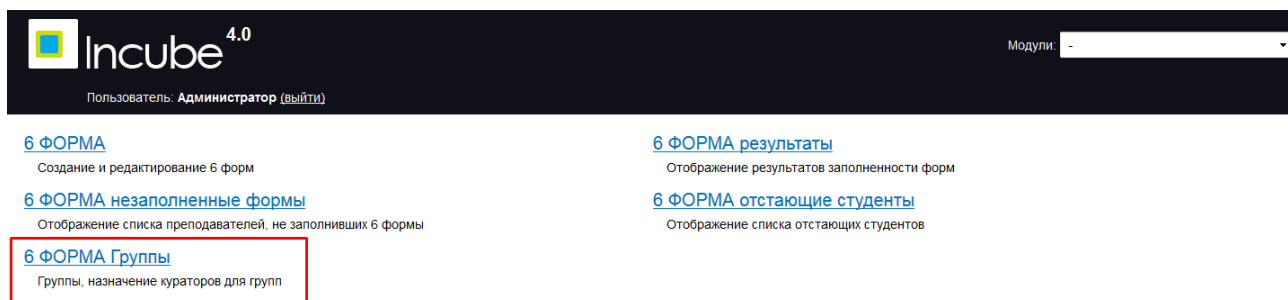 Incube 4.0
Модули: -
Пользователь: Администратор (выйти)
6 ФОРМА
Создание и редактирование 6 форм
6 ФОРМА результаты
Отображение результатов заполненности форм
6 ФОРМА незаполненные формы
Отображение списка преподавателей, не заполнивших 6 формы
6 ФОРМА отстающие студенты
Отображение списка отстающих студентов
6 ФОРМА Группы
Группы, назначение кураторов для групп